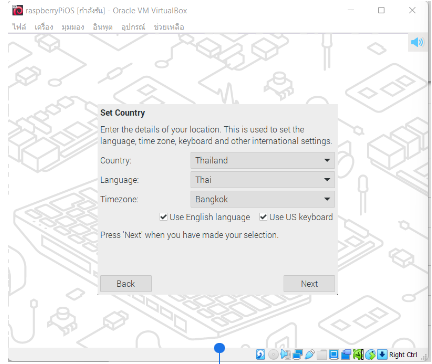 raspberryPiOS [กำลังรัน] - Oracle VM VirtualBox
ไฟล์ เครื่อง มุมมอง อินพุต อุปกรณ์ ช่วยเหลือ
Set Country
Enter the details of your location. This is used to set the
language, time zone, keyboard and other international settings.
Country: Thailand
Language: Thai
Timezone: Bangkok
Use English language Use US keyboard
Press 'Next' when you have made your selection.
Back Next
Right Ctrl